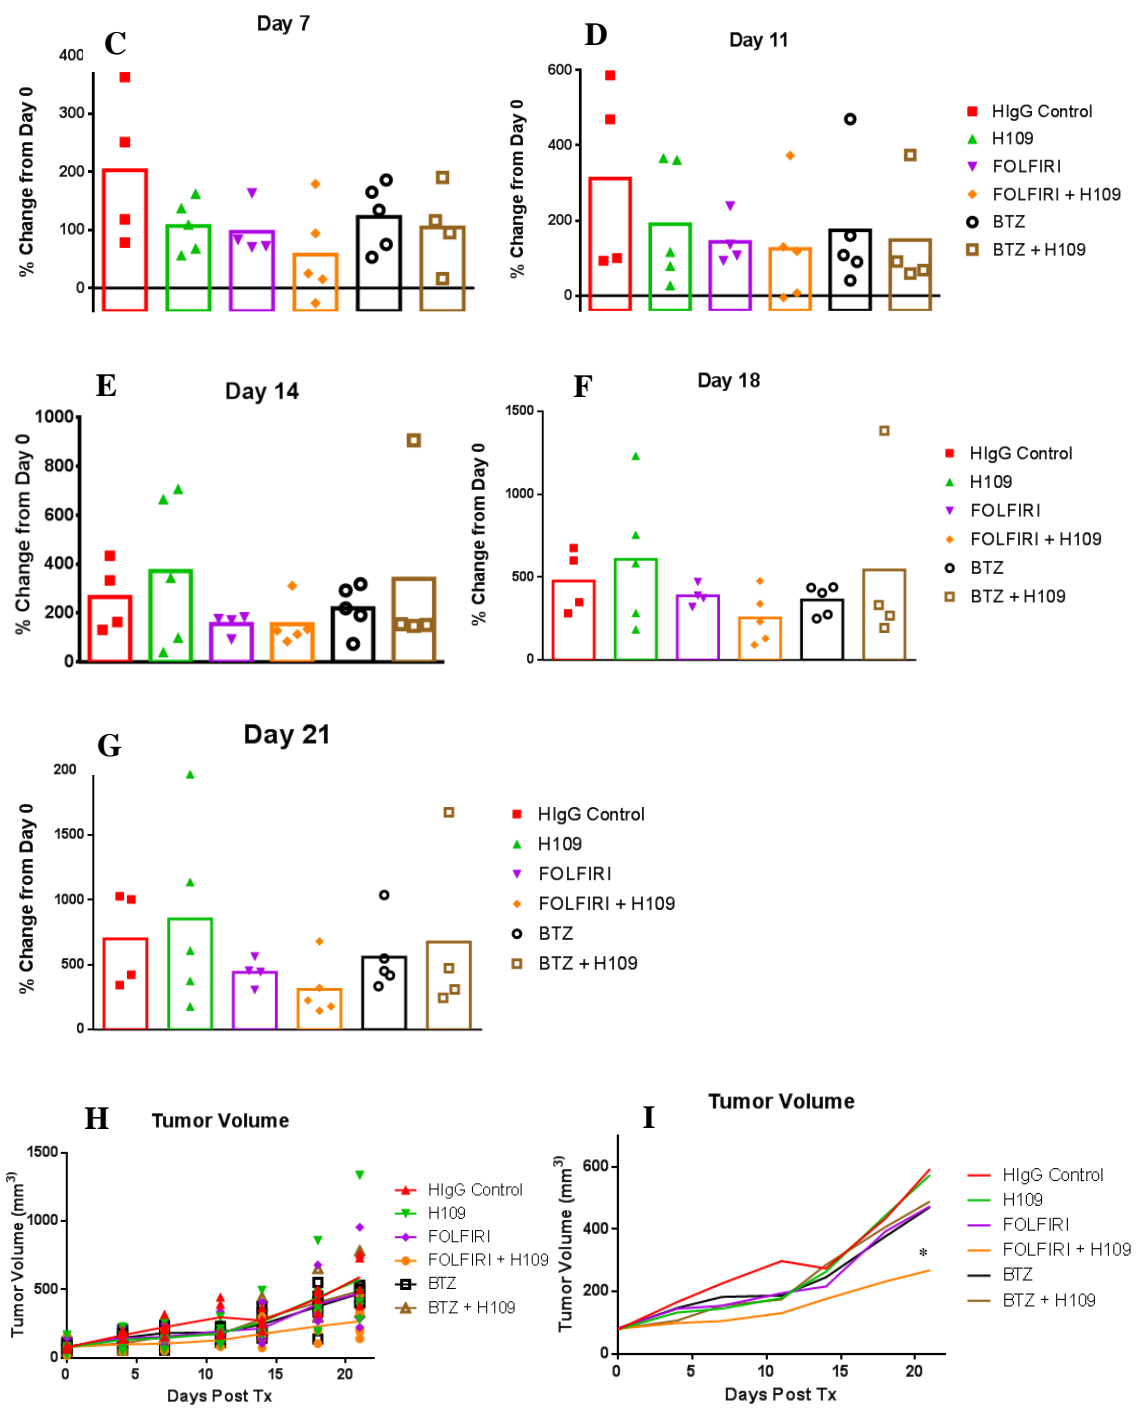 C
Day 7
400
300
200
100
0
% Change from Day 0
D
Day 11
600
400
200
0
% Change from Day 0
HIgG Control
H109
FOLFIRI
FOLFIRI + H109
BTZ
BTZ + H109
E
Day 14
1000
800
600
400
200
0
% Change from Day 0
F
Day 18
1500
1000
500
0
% Change from Day 0
HIgG Control
H109
FOLFIRI
FOLFIRI + H109
BTZ
BTZ + H109
G
Day 21
200
1500
1000
500
0
% Change from Day 0
HIgG Control
H109
FOLFIRI
FOLFIRI + H109
BTZ
BTZ + H109
H
Tumor Volume
1500
1000
500
0
Tumor Volume (mm³)
0 5 10 15 20
Days Post Tx
HIgG Control
H109
FOLFIRI
FOLFIRI + H109
BTZ
BTZ + H109
I
Tumor Volume
600
400
200
0
Tumor Volume (mm³)
*
0 5 10 15 20
Days Post Tx
HIgG Control
H109
FOLFIRI
FOLFIRI + H109
BTZ
BTZ + H109